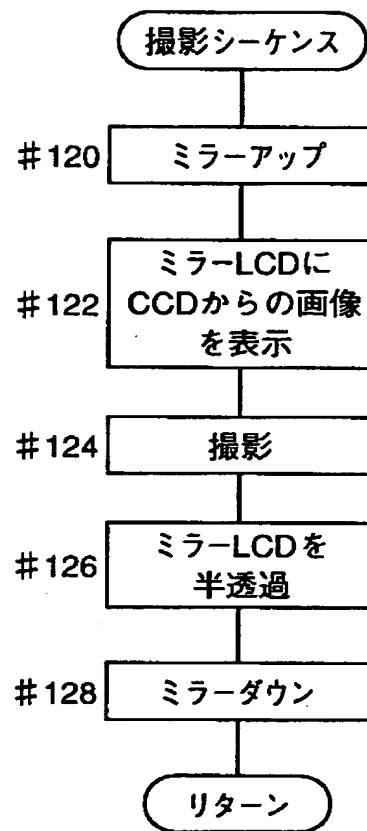 撮影シーケンス
#120 ミラーアップ
ミラーLCDに
#122 CCDからの画像
を表示
#124 撮影
ミラーLCDを
#126
半透過
#128 ミラーダウン
リターン